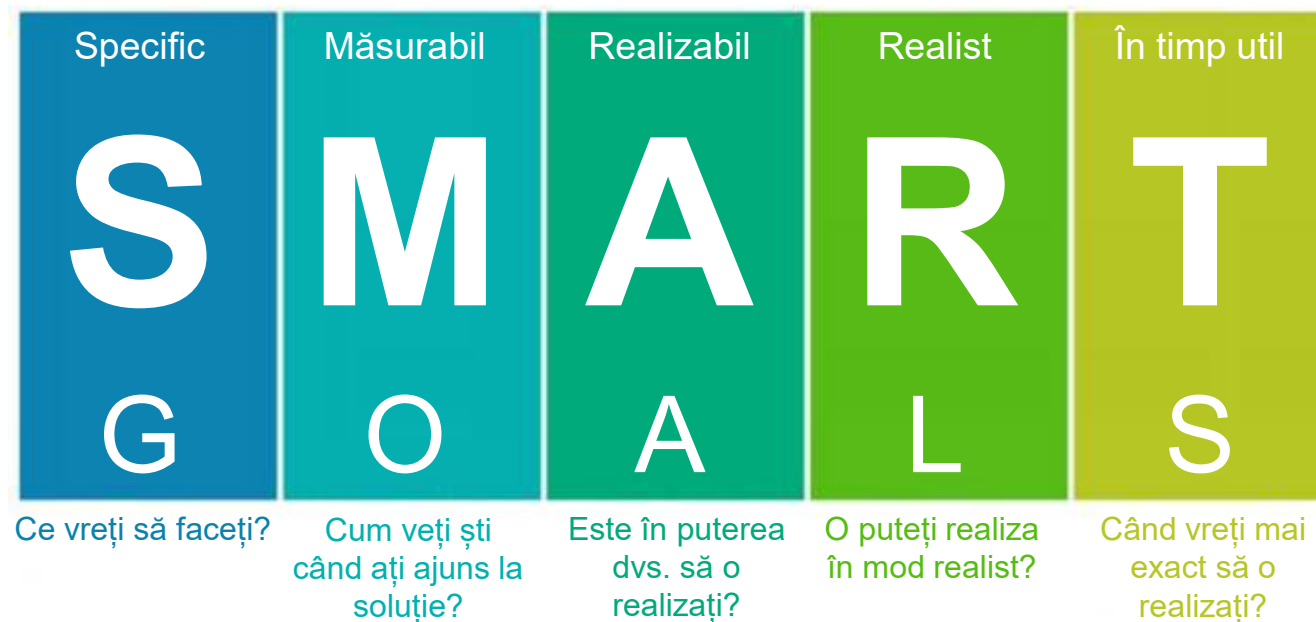 Specific
Măsurabil
Realizabil
Realist
În timp util
S
M
A
R
T
G
O
A
L
S
Ce vreți să faceți?
Cum veți ști
când ați ajuns la
soluție?
Este în puterea
dvs. să o
realizați?
O puteți realiza
în mod realist?
Când vreți mai
exact să o
realizați?